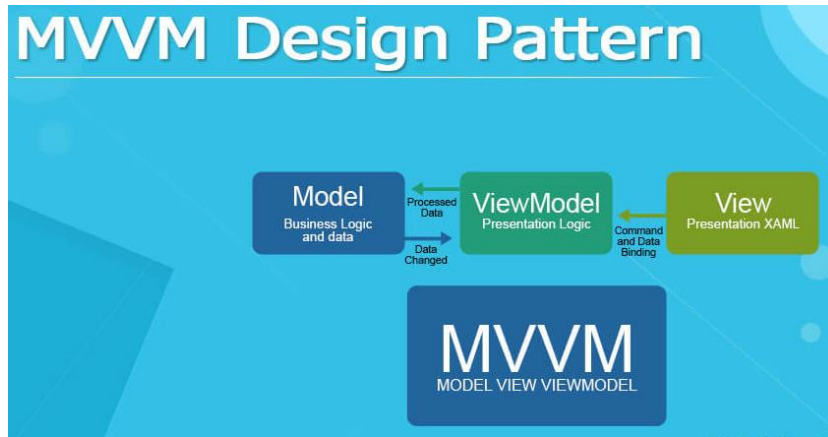 MVVM Design Pattern
Model
Business Logic
and data
Processed
Data
Data
Changed
ViewModel
Presentation Logic
Command
and Data
Binding
View
Presentation XAML
MVVM
MODEL VIEW VIEWMODEL